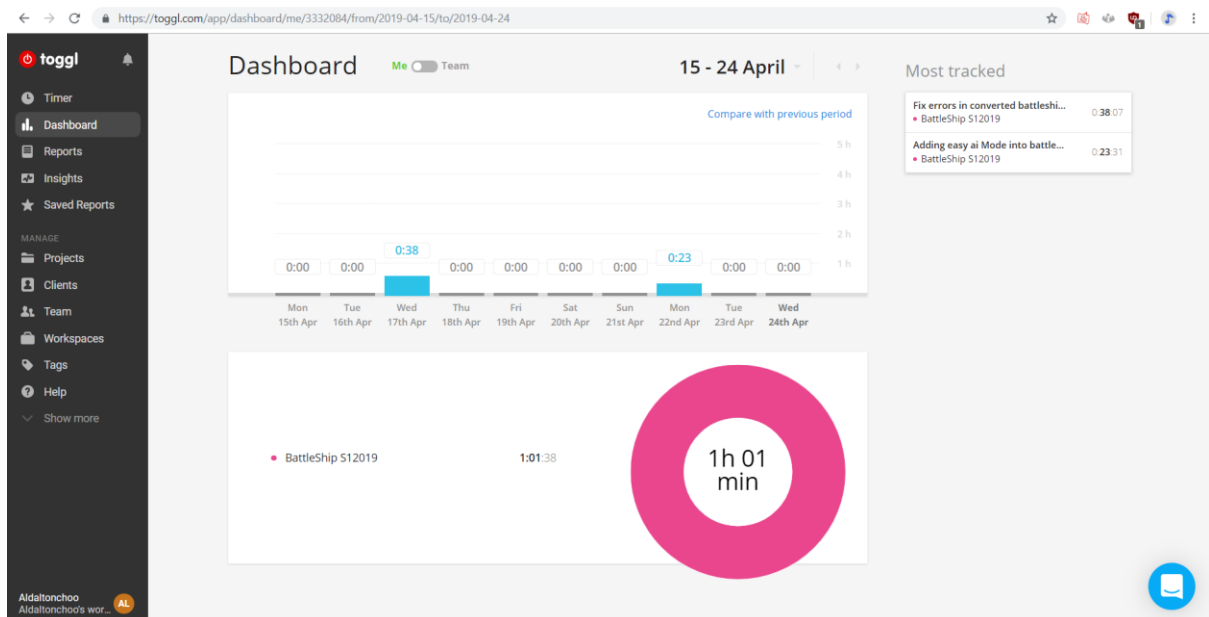 https://toggl.com/app/dashboard/me/3332084/from/2019-04-15/to/2019-04-24
toggl
Timer
Dashboard
Reports
Insights
Saved Reports
MANAGE
Projects
Clients
Team
Workspaces
Tags
Help
Show more
Aldaltonchoo
Aldaltonchoo's wor...
AL
Dashboard
Me Team
15 - 24 April
Compare with previous period
5 h
4 h
3 h
2 h
1 h
0:00 0:00 0:38 0:00 0:00 0:00 0:00 0:23 0:00 0:00
Mon Tue Wed Thu Fri Sat Sun Mon Tue Wed
15th Apr 16th Apr 17th Apr 18th Apr 19th Apr 20th Apr 21st Apr 22nd Apr 23rd Apr 24th Apr
BattleShip S12019 1:01:38
1h 01
min
Most tracked
Fix errors in converted battleshi... 0:38:07
BattleShip S12019
Adding easy ai Mode into battle... 0:23:31
BattleShip S12019